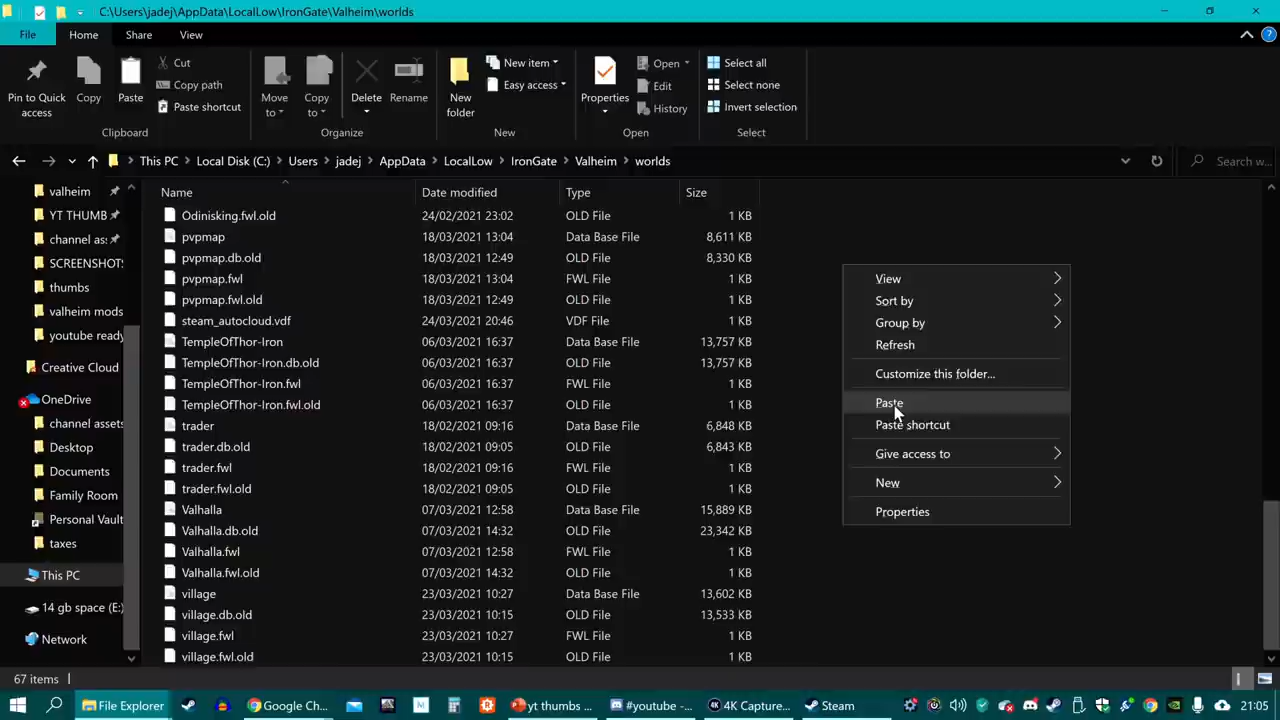 C:\Users\jadej\AppData\LocalLow\IronGate\Valheim\worlds
File Home Share View
Pin to Quick access
Copy
Paste
Cut
Copy path
Paste shortcut
Clipboard
Move to
Copy to
Delete
Rename
Organize
New folder
New item
Easy access
New
Properties
Open
Edit
History
Open
Select all
Select none
Invert selection
Select
This PC Local Disk (C:) Users jadej AppData LocalLow IronGate Valheim worlds
Search w...
valheim
YT THUMB
channel ass
SCREENSHOTS
thumbs
valheim mods
youtube ready
Creative Cloud
OneDrive
channel assets
Desktop
Documents
Family Room
Personal Vault
taxes
This PC
14 gb space (E:)
Network
Name Date modified Type Size
Odinisking.fwl.old 24/02/2021 23:02 OLD File 1 KB
pvpmap 18/03/2021 13:04 Data Base File 8,611 KB
pvpmap.db.old 18/03/2021 12:49 OLD File 8,330 KB
pvpmap.fwl 18/03/2021 13:04 FWL File 1 KB
pvpmap.fwl.old 18/03/2021 12:49 OLD File 1 KB
steam_autocloud.vdf 24/03/2021 20:46 VDF File 1 KB
TempleOfThor-Iron 06/03/2021 16:37 Data Base File 13,757 KB
TempleOfThor-Iron.db.old 06/03/2021 16:37 OLD File 13,757 KB
TempleOfThor-Iron.fwl 06/03/2021 16:37 FWL File 1 KB
TempleOfThor-Iron.fwl.old 06/03/2021 16:37 OLD File 1 KB
trader 18/02/2021 09:16 Data Base File 6,848 KB
trader.db.old 18/02/2021 09:05 OLD File 6,843 KB
trader.fwl 18/02/2021 09:16 FWL File 1 KB
trader.fwl.old 18/02/2021 09:05 OLD File 1 KB
Valhalla 07/03/2021 12:58 Data Base File 15,889 KB
Valhalla.db.old 07/03/2021 14:32 OLD File 23,342 KB
Valhalla.fwl 07/03/2021 12:58 FWL File 1 KB
Valhalla.fwl.old 07/03/2021 14:32 OLD File 1 KB
village 23/03/2021 10:27 Data Base File 13,602 KB
village.db.old 23/03/2021 10:15 OLD File 13,533 KB
village.fwl 23/03/2021 10:27 FWL File 1 KB
village.fwl.old 23/03/2021 10:15 OLD File 1 KB
View
Sort by
Group by
Refresh
Customize this folder...
Paste
Paste shortcut
Give access to
New
Properties
67 items
File Explorer
Google Ch...
yt thumbs ...
#youtube -...
4K Capture...
Steam
21:05